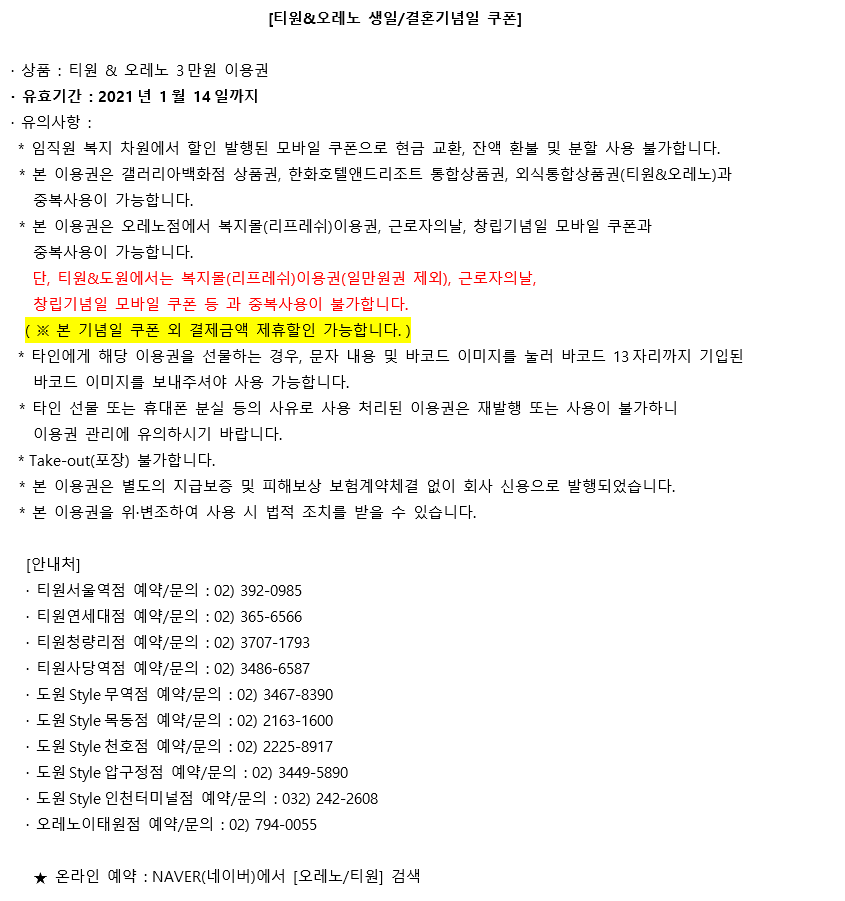 [티원&오레노 생일/결혼기념일 쿠폰]
· 상품 : 티원 & 오레노 3만원 이용권
· 유효기간 : 2021년 1월 14일까지
· 유의사항 :
* 임직원 복지 차원에서 할인 발행된 모바일 쿠폰으로 현금 교환, 잔액 환불 및 분할 사용 불가합니다.
* 본 이용권은 갤러리아백화점 상품권, 한화호텔앤드리조트 통합상품권, 외식통합상품권(티원&오레노)과
중복사용이 가능합니다.
* 본 이용권은 오레노점에서 복지몰(리프레쉬)이용권, 근로자의날, 창립기념일 모바일 쿠폰과
중복사용이 가능합니다.
단, 티원&도원에서는 복지몰(리프레쉬)이용권(일만원권 제외), 근로자의날,
창립기념일 모바일 쿠폰 등 과 중복사용이 불가합니다.
( ※ 본 기념일 쿠폰 외 결제금액 제휴할인 가능합니다. )
* 타인에게 해당 이용권을 선물하는 경우, 문자 내용 및 바코드 이미지를 눌러 바코드 13자리까지 기입된
바코드 이미지를 보내주셔야 사용 가능합니다.
* 타인 선물 또는 휴대폰 분실 등의 사유로 사용 처리된 이용권은 재발행 또는 사용이 불가하니
이용권 관리에 유의하시기 바랍니다.
* Take-out(포장) 불가합니다.
* 본 이용권은 별도의 지급보증 및 피해보상 보험계약체결 없이 회사 신용으로 발행되었습니다.
* 본 이용권을 위·변조하여 사용 시 법적 조치를 받을 수 있습니다.
[안내처]
· 티원서울역점 예약/문의 : 02) 392-0985
· 티원연세대점 예약/문의 : 02) 365-6566
· 티원청량리점 예약/문의 : 02) 3707-1793
· 티원사당역점 예약/문의 : 02) 3486-6587
· 도원 Style 무역점 예약/문의 : 02) 3467-8390
· 도원 Style 목동점 예약/문의 : 02) 2163-1600
· 도원 Style 천호점 예약/문의 : 02) 2225-8917
· 도원 Style 압구정점 예약/문의 : 02) 3449-5890
· 도원 Style 인천터미널점 예약/문의 : 032) 242-2608
· 오레노이태원점 예약/문의 : 02) 794-0055
★ 온라인 예약 : NAVER(네이버)에서 [오레노/티원] 검색